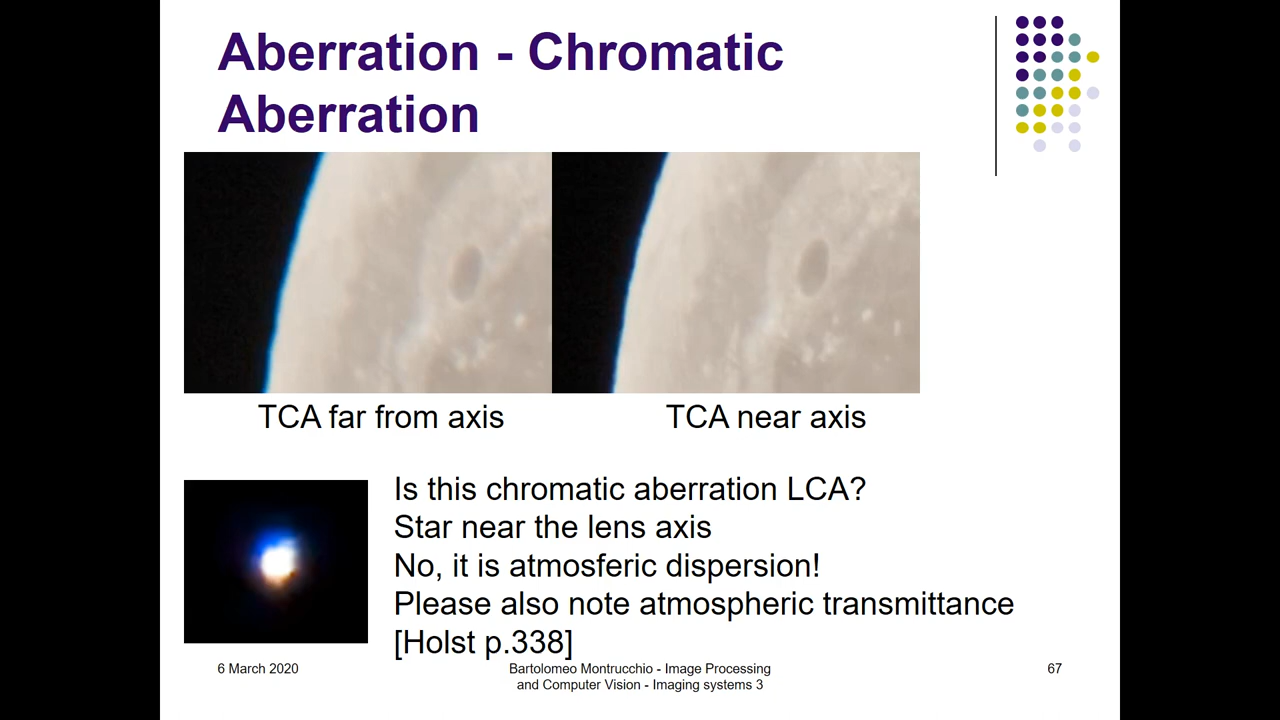 Aberration - Chromatic
Aberration
TCA far from axis
TCA near axis
Is this chromatic aberration LCA?
Star near the lens axis
No, it is atmosferic dispersion!
Please also note atmospheric transmittance
[Holst p.338]
6 March 2020
Bartolomeo Montrucchio - Image Processing
and Computer Vision - Imaging systems 3
67